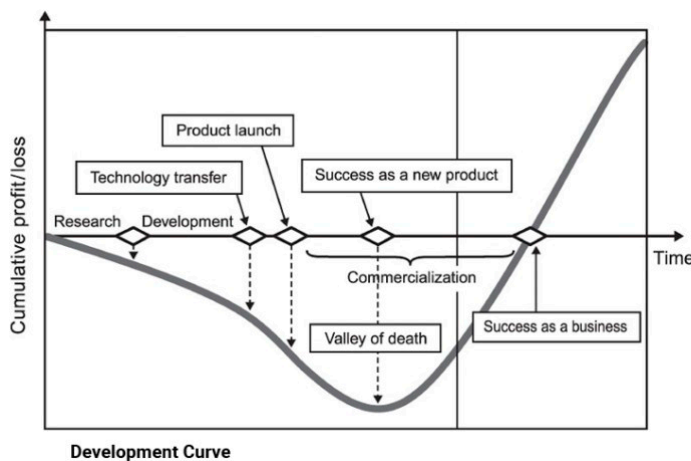 Cumulative profit/loss
Product launch
Technology transfer
Success as a new product
Research
Development
Time
Commercialization
Valley of death
Success as a business
Development Curve